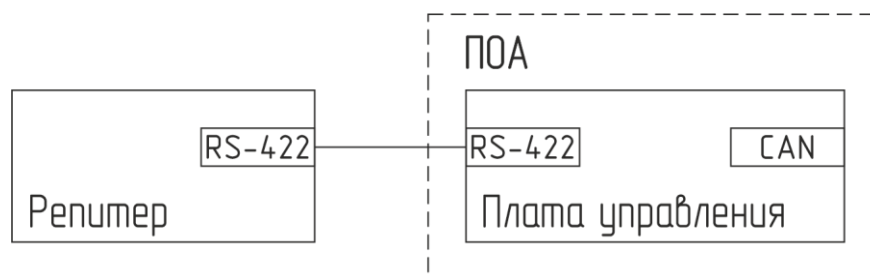 ПОА
RS-422
Репитер
RS-422
CAN
Плата управления